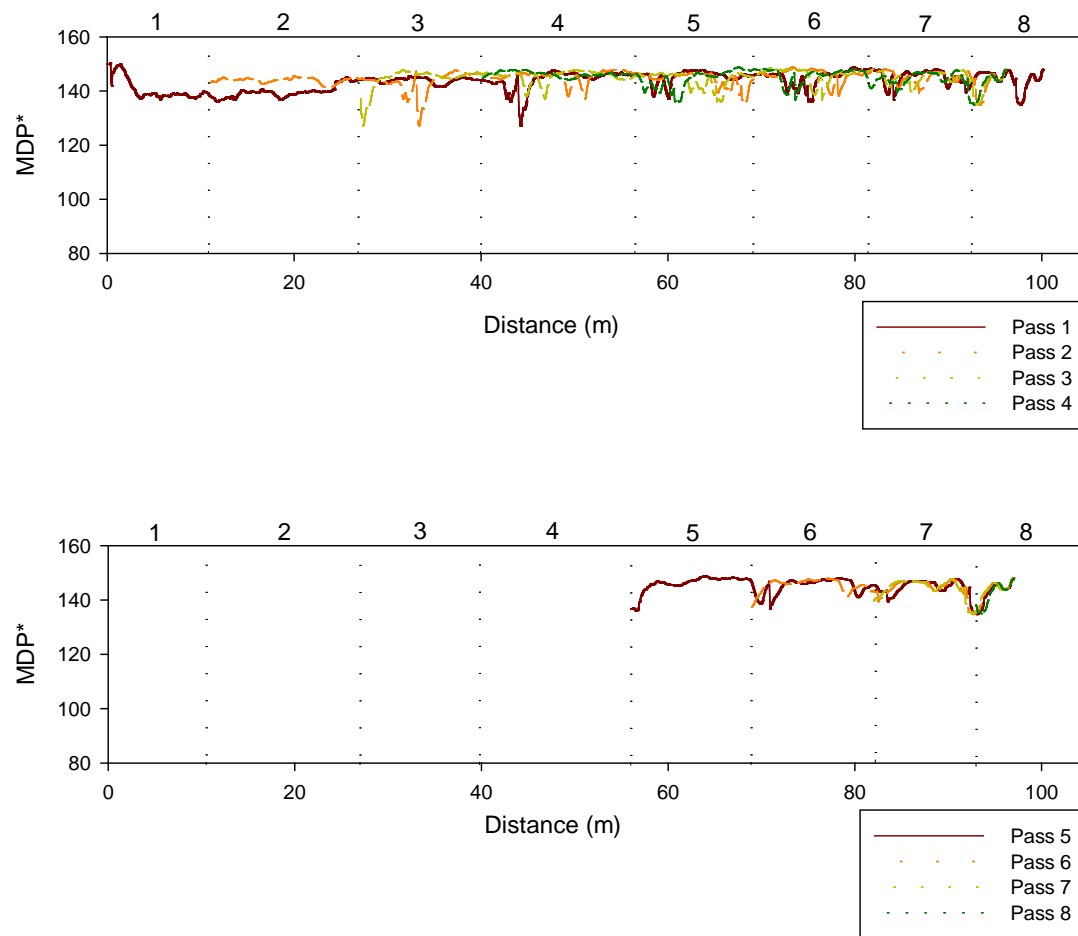 1 2 3 4 5 6 7 8
160
140
120
100
80
MDP*
0 20 40 60 80 100
Distance (m)
Pass 1
Pass 2
Pass 3
Pass 4
1 2 3 4 5 6 7 8
160
140
120
100
80
MDP*
0 20 40 60 80 100
Distance (m)
Pass 5
Pass 6
Pass 7
Pass 8